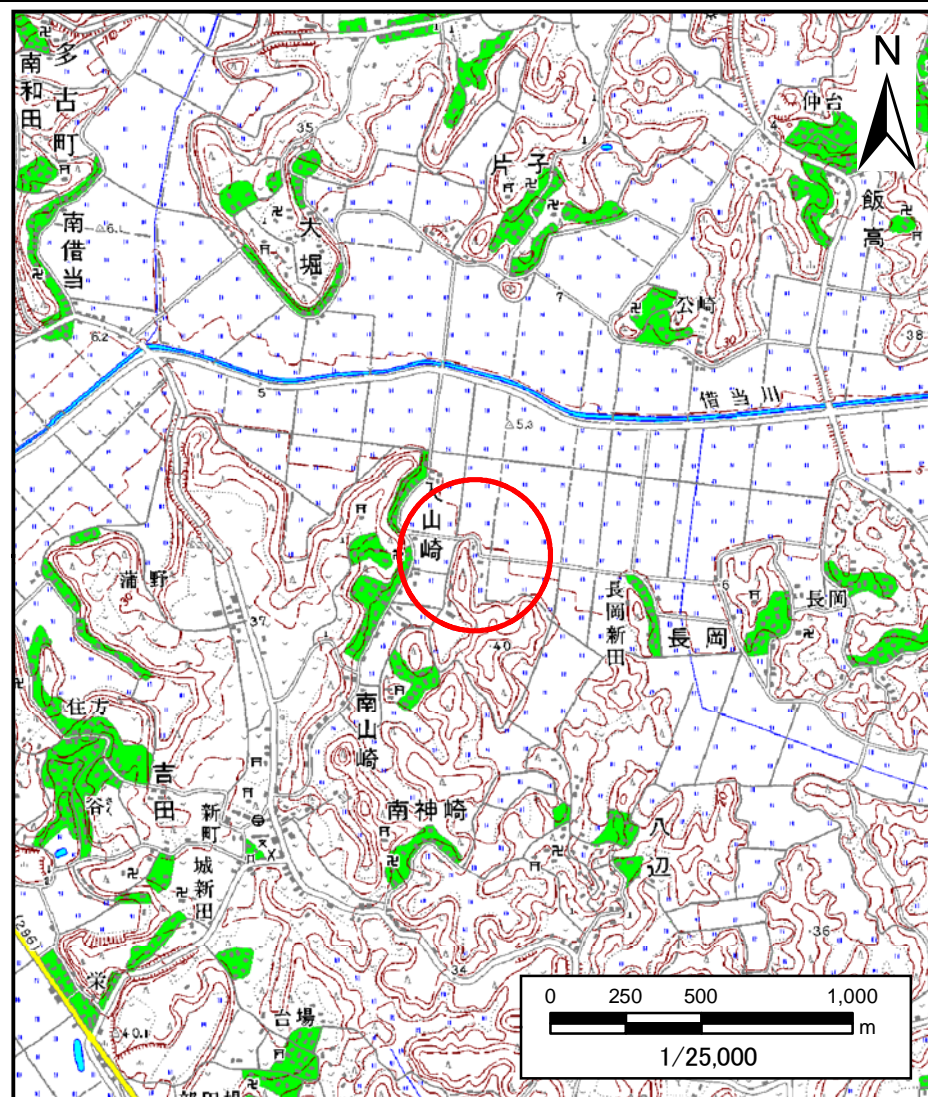 多古町
南和田
南借当
△6.1
6.2
35
大堀
片子
仲台
4
飯高
公崎
30
38
7
5
借当川
△5.3
5
山崎
蒲野
37
40
長岡新田
6
長岡
長岡
住方
吉田
谷
南山崎
新町
城新田
南神崎
八辺
36
34
(296)
栄
△40.1
台場
N
0 250 500 1,000
m
1/25,000